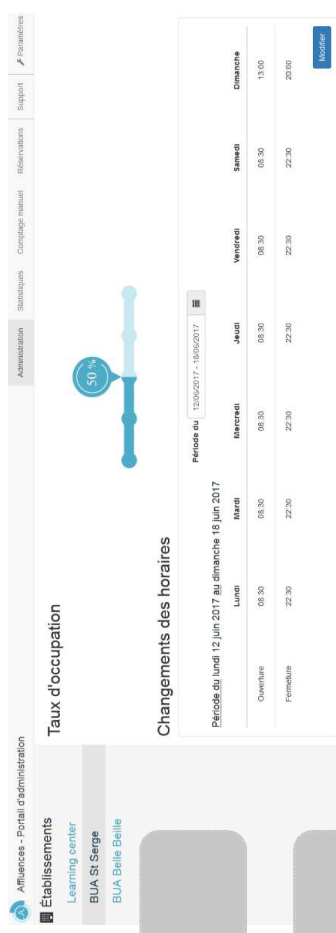 Affluences - Portail d'administration
Administration Statistiques Comptage manuel Réservations Support Paramètres
Établissements
Learning center
BUA St Serge
BUA Belle Beille
Taux d'occupation
50 %
Changements des horaires
Période du 12/06/2017 - 18/06/2017
Période du lundi 12 juin 2017 au dimanche 18 juin 2017
Lundi Mardi Mercredi Jeudi Vendredi Samedi Dimanche
Ouverture 08:30 08:30 08:30 08:30 08:30 08:30 13:00
Fermeture 22:30 22:30 22:30 22:30 22:30 22:30 20:00
Modifier